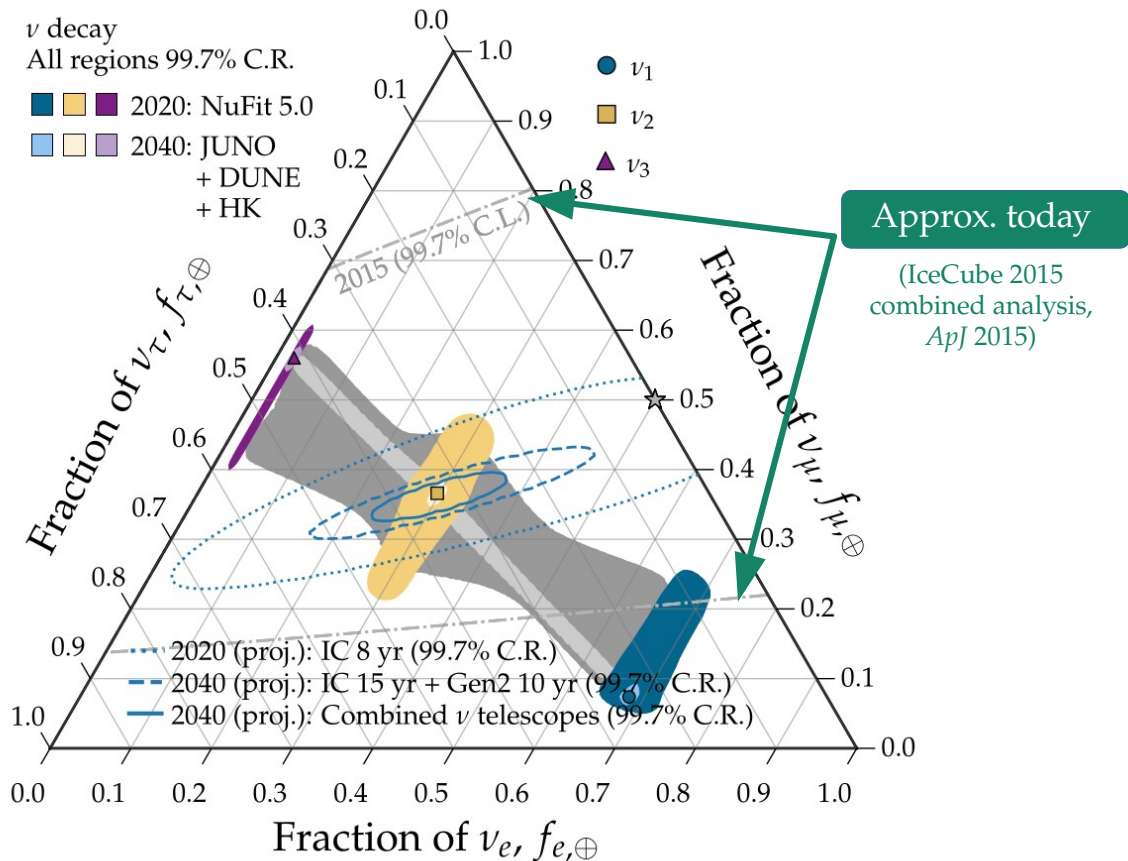 ν decay
All regions 99.7% C.R.
2020: NuFit 5.0
2040: JUNO
+ DUNE
+ HK
ν₁
ν₂
ν₃
0.0
0.1
0.2
0.3
0.4
0.5
0.6
0.7
0.8
0.9
1.0
Fraction of ν_τ, f_τ,⊕
1.0
0.9
0.8
0.7
0.6
0.5
0.4
0.3
0.2
0.1
0.0
Fraction of ν_μ, f_μ,⊕
2015 (99.7% C.L.)
Approx. today
(IceCube 2015
combined analysis,
ApJ 2015)
2020 (proj.): IC 8 yr (99.7% C.R.)
2040 (proj.): IC 15 yr + Gen2 10 yr (99.7% C.R.)
2040 (proj.): Combined ν telescopes (99.7% C.R.)
0.0 0.1 0.2 0.3 0.4 0.5 0.6 0.7 0.8 0.9 1.0
Fraction of ν_e, f_e,⊕